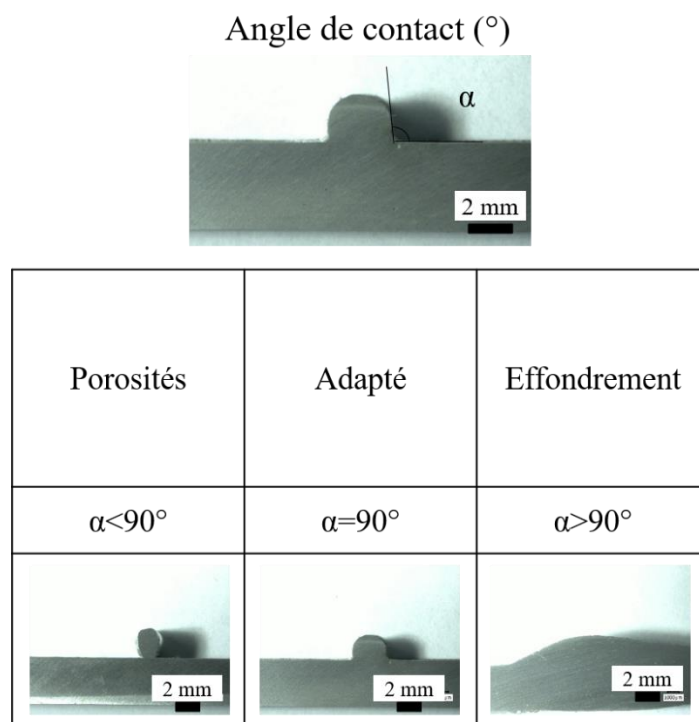 Angle de contact (°)
α
2 mm
Porosités
Adapté
Effondrement
α<90°
α=90°
α>90°
2 mm
2 mm
2 mm